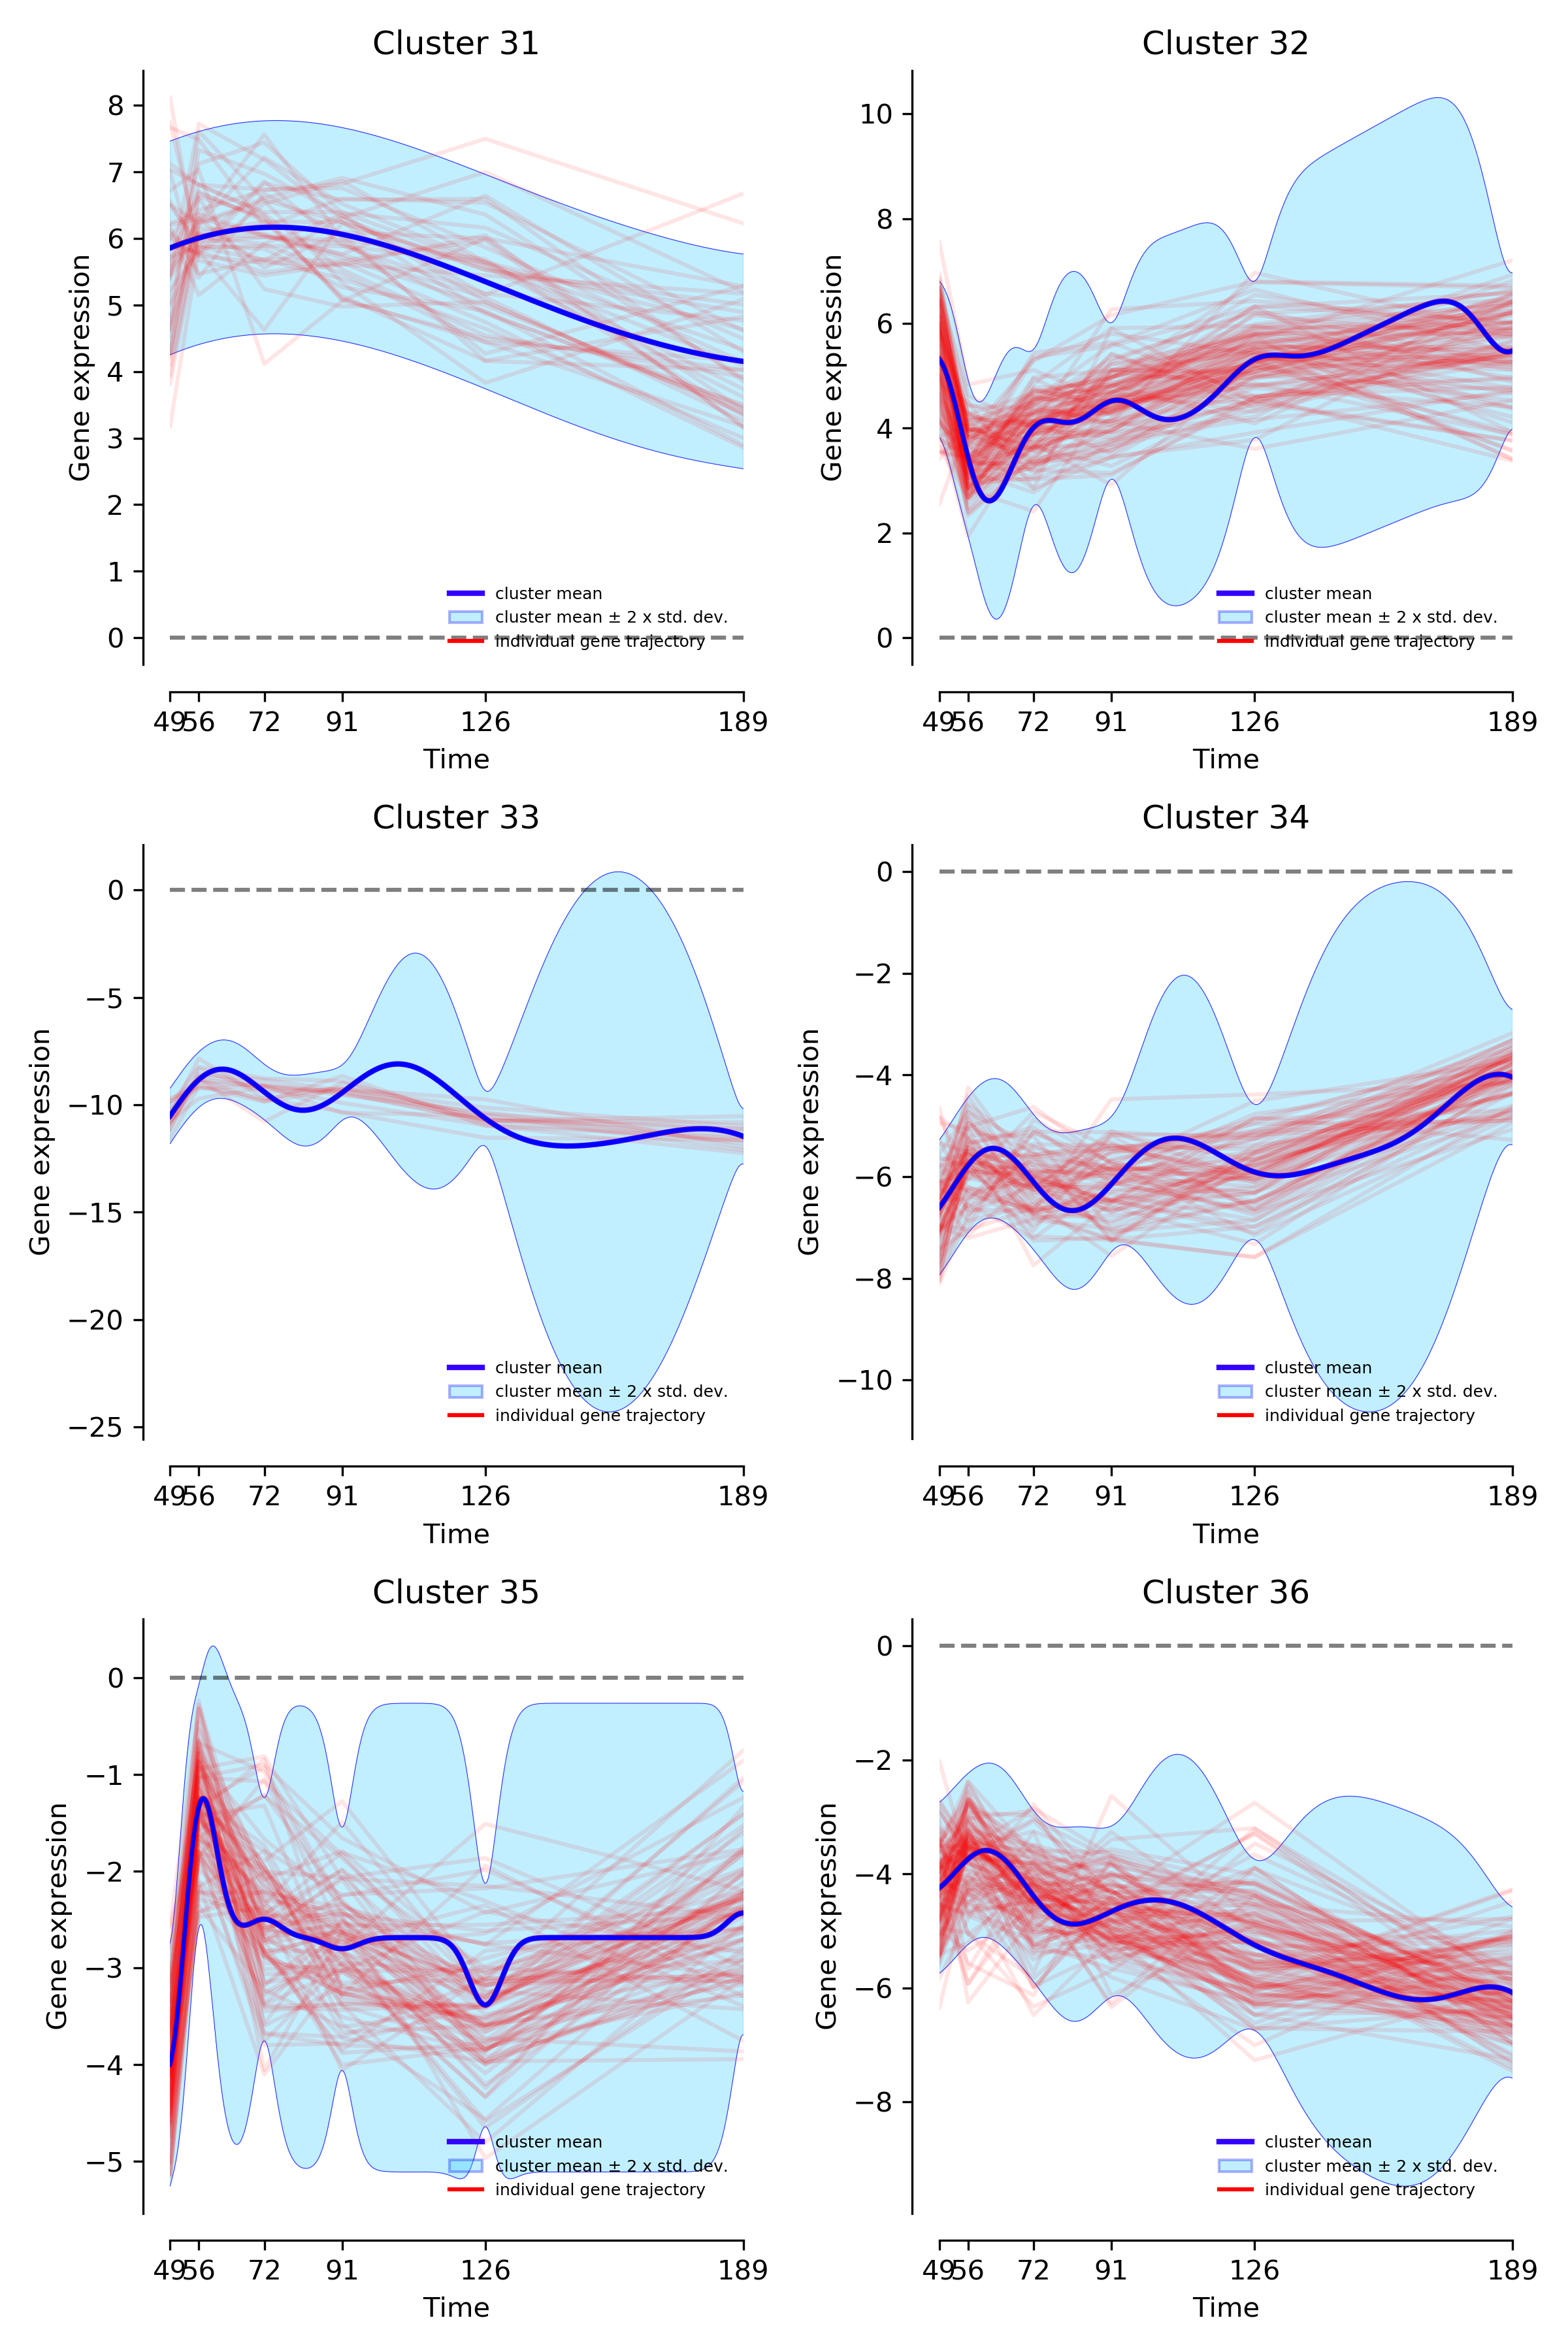 Cluster 31
Gene expression
8
7
6
5
4
3
2
1
0
cluster mean
cluster mean ± 2 x std. dev.
individual gene trajectory
49 56 72 91 126 189
Time
Cluster 32
Gene expression
10
8
6
4
2
0
cluster mean
cluster mean ± 2 x std. dev.
individual gene trajectory
49 56 72 91 126 189
Time
Cluster 33
Gene expression
0
−5
−10
−15
−20
−25
cluster mean
cluster mean ± 2 x std. dev.
individual gene trajectory
49 56 72 91 126 189
Time
Cluster 34
Gene expression
0
−2
−4
−6
−8
−10
cluster mean
cluster mean ± 2 x std. dev.
individual gene trajectory
49 56 72 91 126 189
Time
Cluster 35
Gene expression
0
−1
−2
−3
−4
−5
cluster mean
cluster mean ± 2 x std. dev.
individual gene trajectory
49 56 72 91 126 189
Time
Cluster 36
Gene expression
0
−2
−4
−6
−8
cluster mean
cluster mean ± 2 x std. dev.
individual gene trajectory
49 56 72 91 126 189
Time